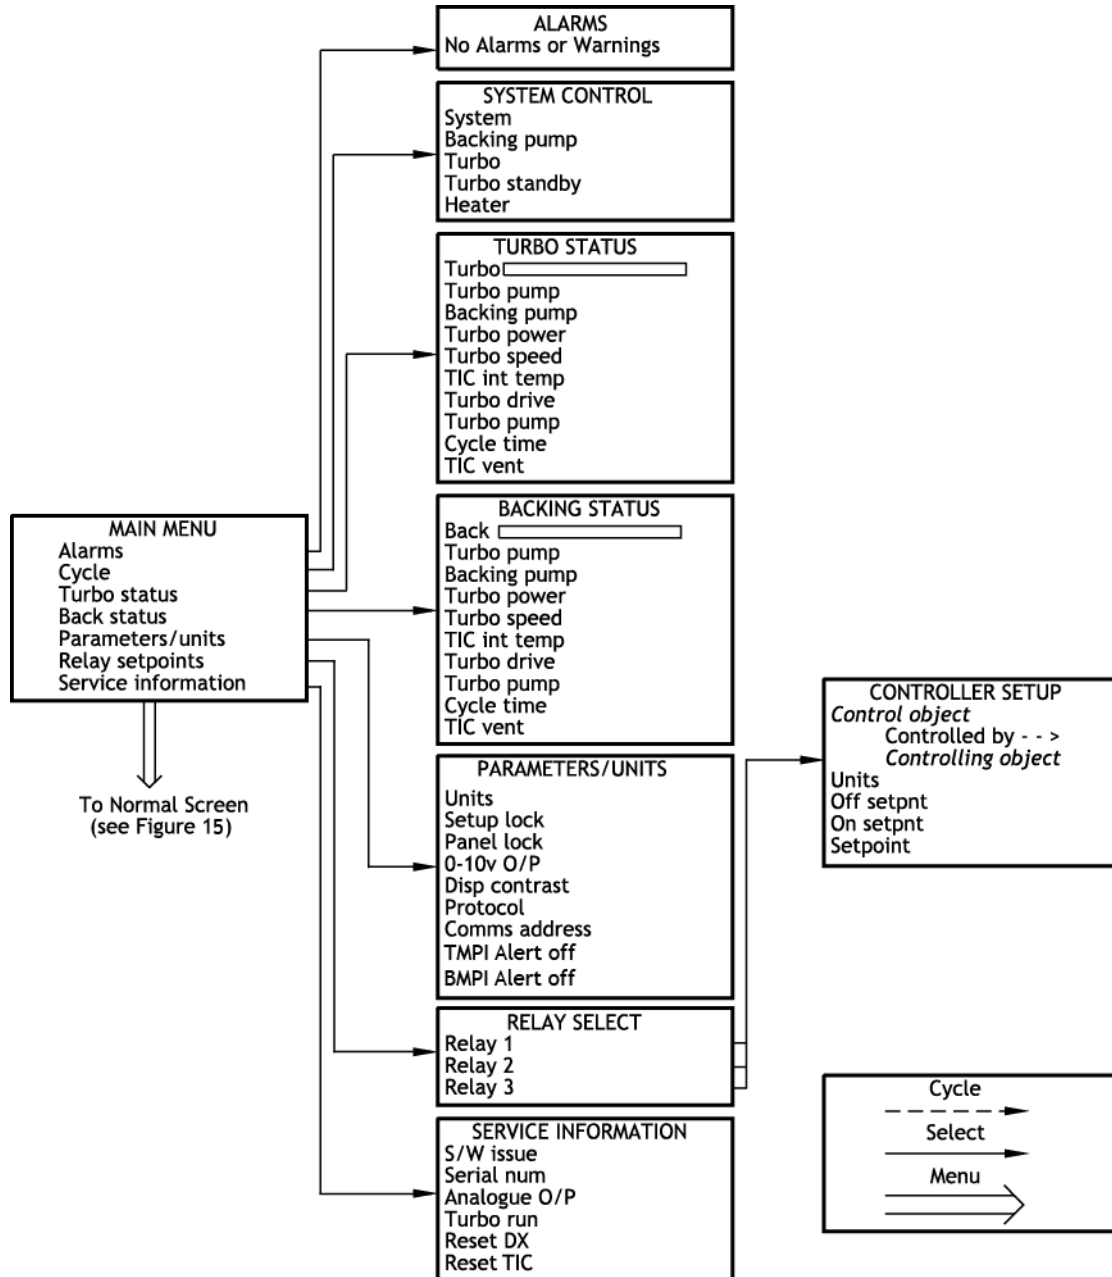 ALARMS
No Alarms or Warnings
SYSTEM CONTROL
System
Backing pump
Turbo
Turbo standby
Heater
TURBO STATUS
Turbo
Turbo pump
Backing pump
Turbo power
Turbo speed
TIC int temp
Turbo drive
Turbo pump
Cycle time
TIC vent
MAIN MENU
Alarms
Cycle
Turbo status
Back status
Parameters/units
Relay setpoints
Service information
To Normal Screen
(see Figure 15)
BACKING STATUS
Back
Turbo pump
Backing pump
Turbo power
Turbo speed
TIC int temp
Turbo drive
Turbo pump
Cycle time
TIC vent
PARAMETERS/UNITS
Units
Setup lock
Panel lock
0-10v O/P
Disp contrast
Protocol
Comms address
TMPI Alert off
BMPI Alert off
RELAY SELECT
Relay 1
Relay 2
Relay 3
SERVICE INFORMATION
S/W issue
Serial num
Analogue O/P
Turbo run
Reset DX
Reset TIC
CONTROLLER SETUP
Control object
Controlled by - - >
Controlling object
Units
Off setpnt
On setpnt
Setpoint
Cycle
Select
Menu